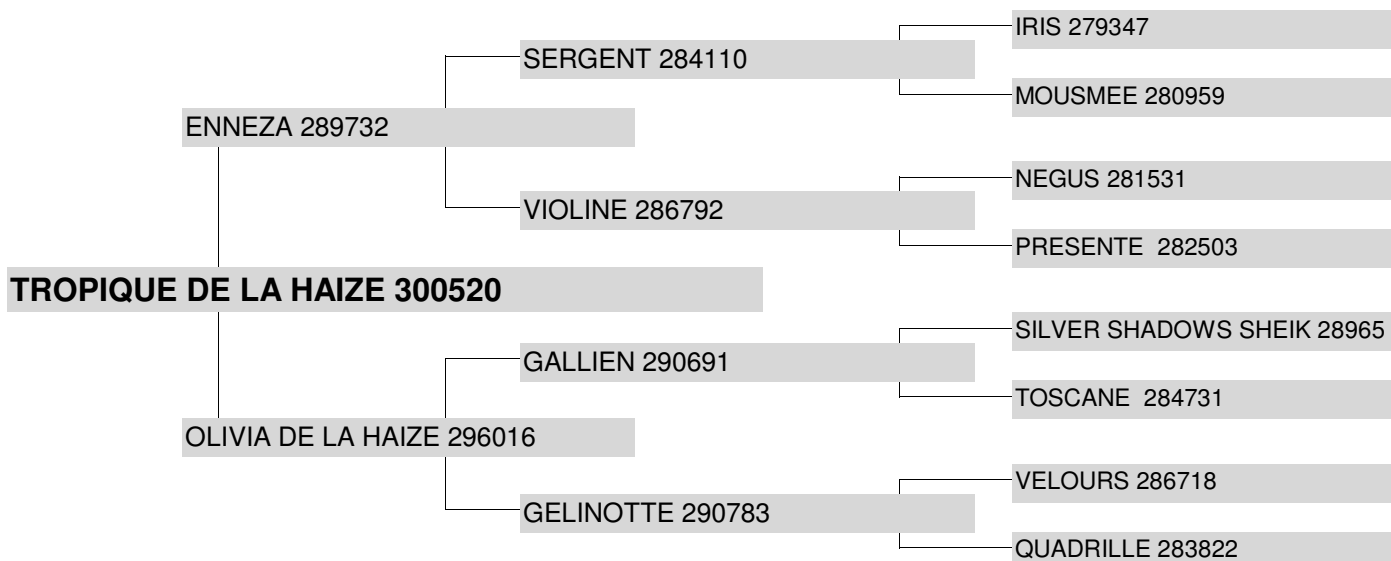 IRIS 279347
SERGENT 284110
MOUSMEE 280959
ENNEZA 289732
NEGUS 281531
VIOLINE 286792
PRESENTE 282503
TROPIQUE DE LA HAIZE 300520
SILVER SHADOWS SHEIK 28965
GALLIEN 290691
TOSCANE 284731
OLIVIA DE LA HAIZE 296016
VELOURS 286718
GELINOTTE 290783
QUADRILLE 283822